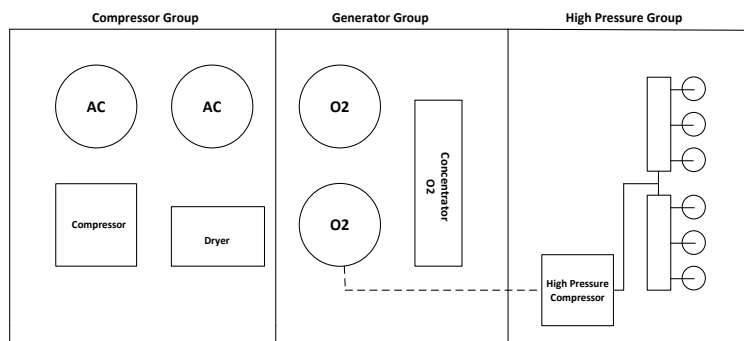 Compressor Group
Generator Group
High Pressure Group
AC
AC
O2
Concentrator
O2
Compressor
Dryer
O2
High Pressure
Compressor